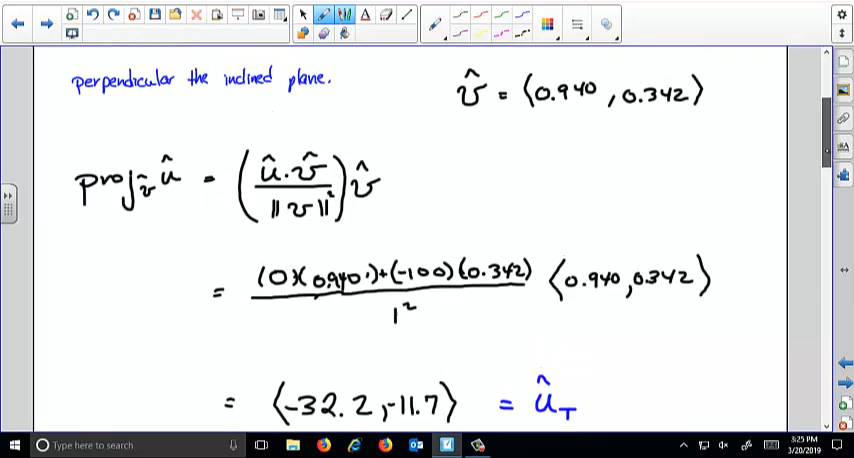 perpendicular the inclined plane.
v̂ = ⟨0.940, 0.342⟩
proj_v̂ û = (û·v̂ / ||v||²) v̂
= (0)(0.940)+(-100)(0.342) / 1² ⟨0.940, 0.342⟩
= ⟨-32.2, -11.7⟩ = û_T
Type here to search
3:25 PM
3/20/2019